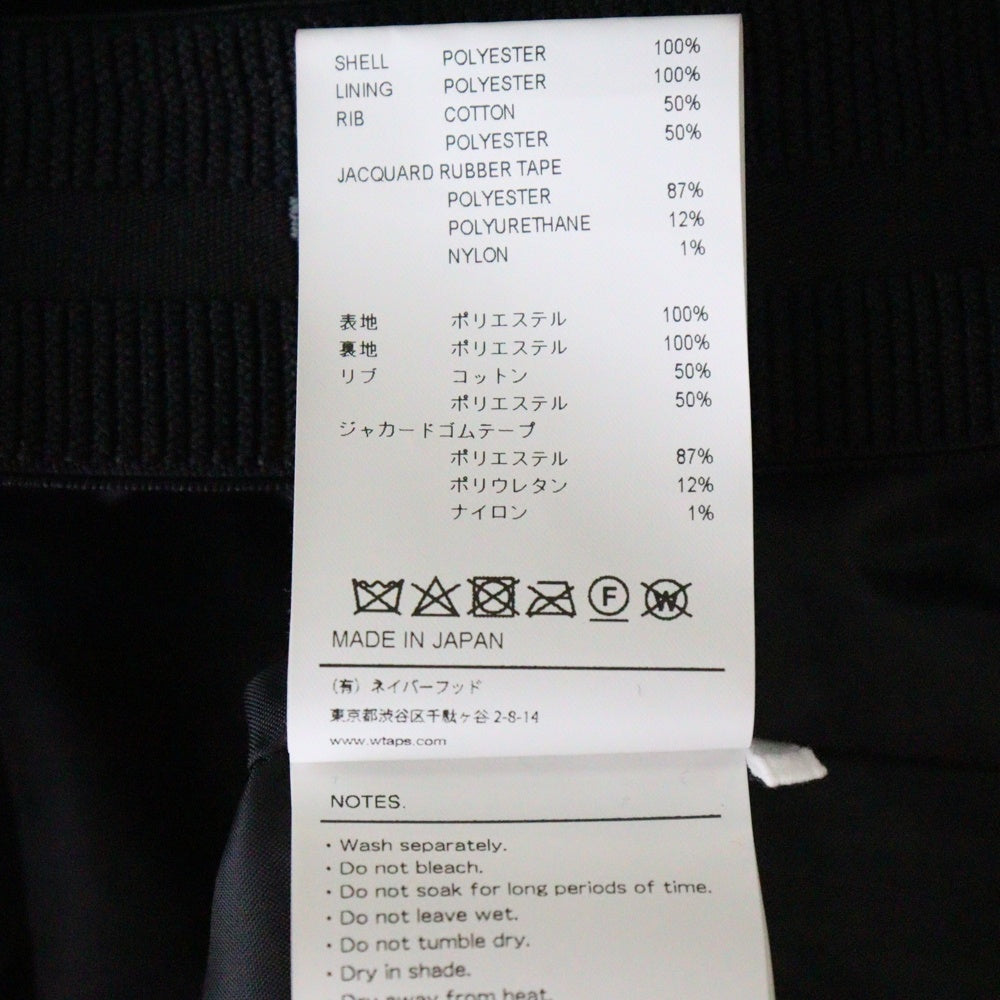 SHELL POLYESTER 100%
LINING POLYESTER 100%
RIB COTTON 50%
POLYESTER 50%
JACQUARD RUBBER TAPE
POLYESTER 87%
POLYURETHANE 12%
NYLON 1%
表地 ポリエステル 100%
裏地 ポリエステル 100%
リブ コットン 50%
ポリエステル 50%
ジャカードゴムテープ
ポリエステル 87%
ポリウレタン 12%
ナイロン 1%
F W
MADE IN JAPAN
(有) ネイバーフッド
東京都渋谷区千駄ヶ谷 2-8-14
www.wtaps.com
NOTES.
・Wash separately.
・Do not bleach.
・Do not soak for long periods of time.
・Do not leave wet.
・Do not tumble dry.
・Dry in shade.
Dry away from heat.